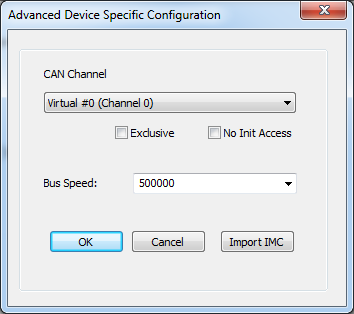 Advanced Device Specific Configuration
CAN Channel
Virtual #0 (Channel 0)
Exclusive
No Init Access
Bus Speed:
500000
OK
Cancel
Import IMC